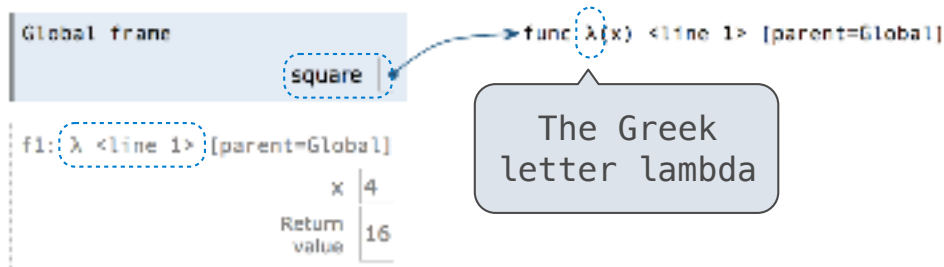 Global frame
square
func λ(x) <line 1> [parent=Global]
The Greek
letter lambda
f1: λ <line 1> [parent=Global]
x 4
Return
value 16